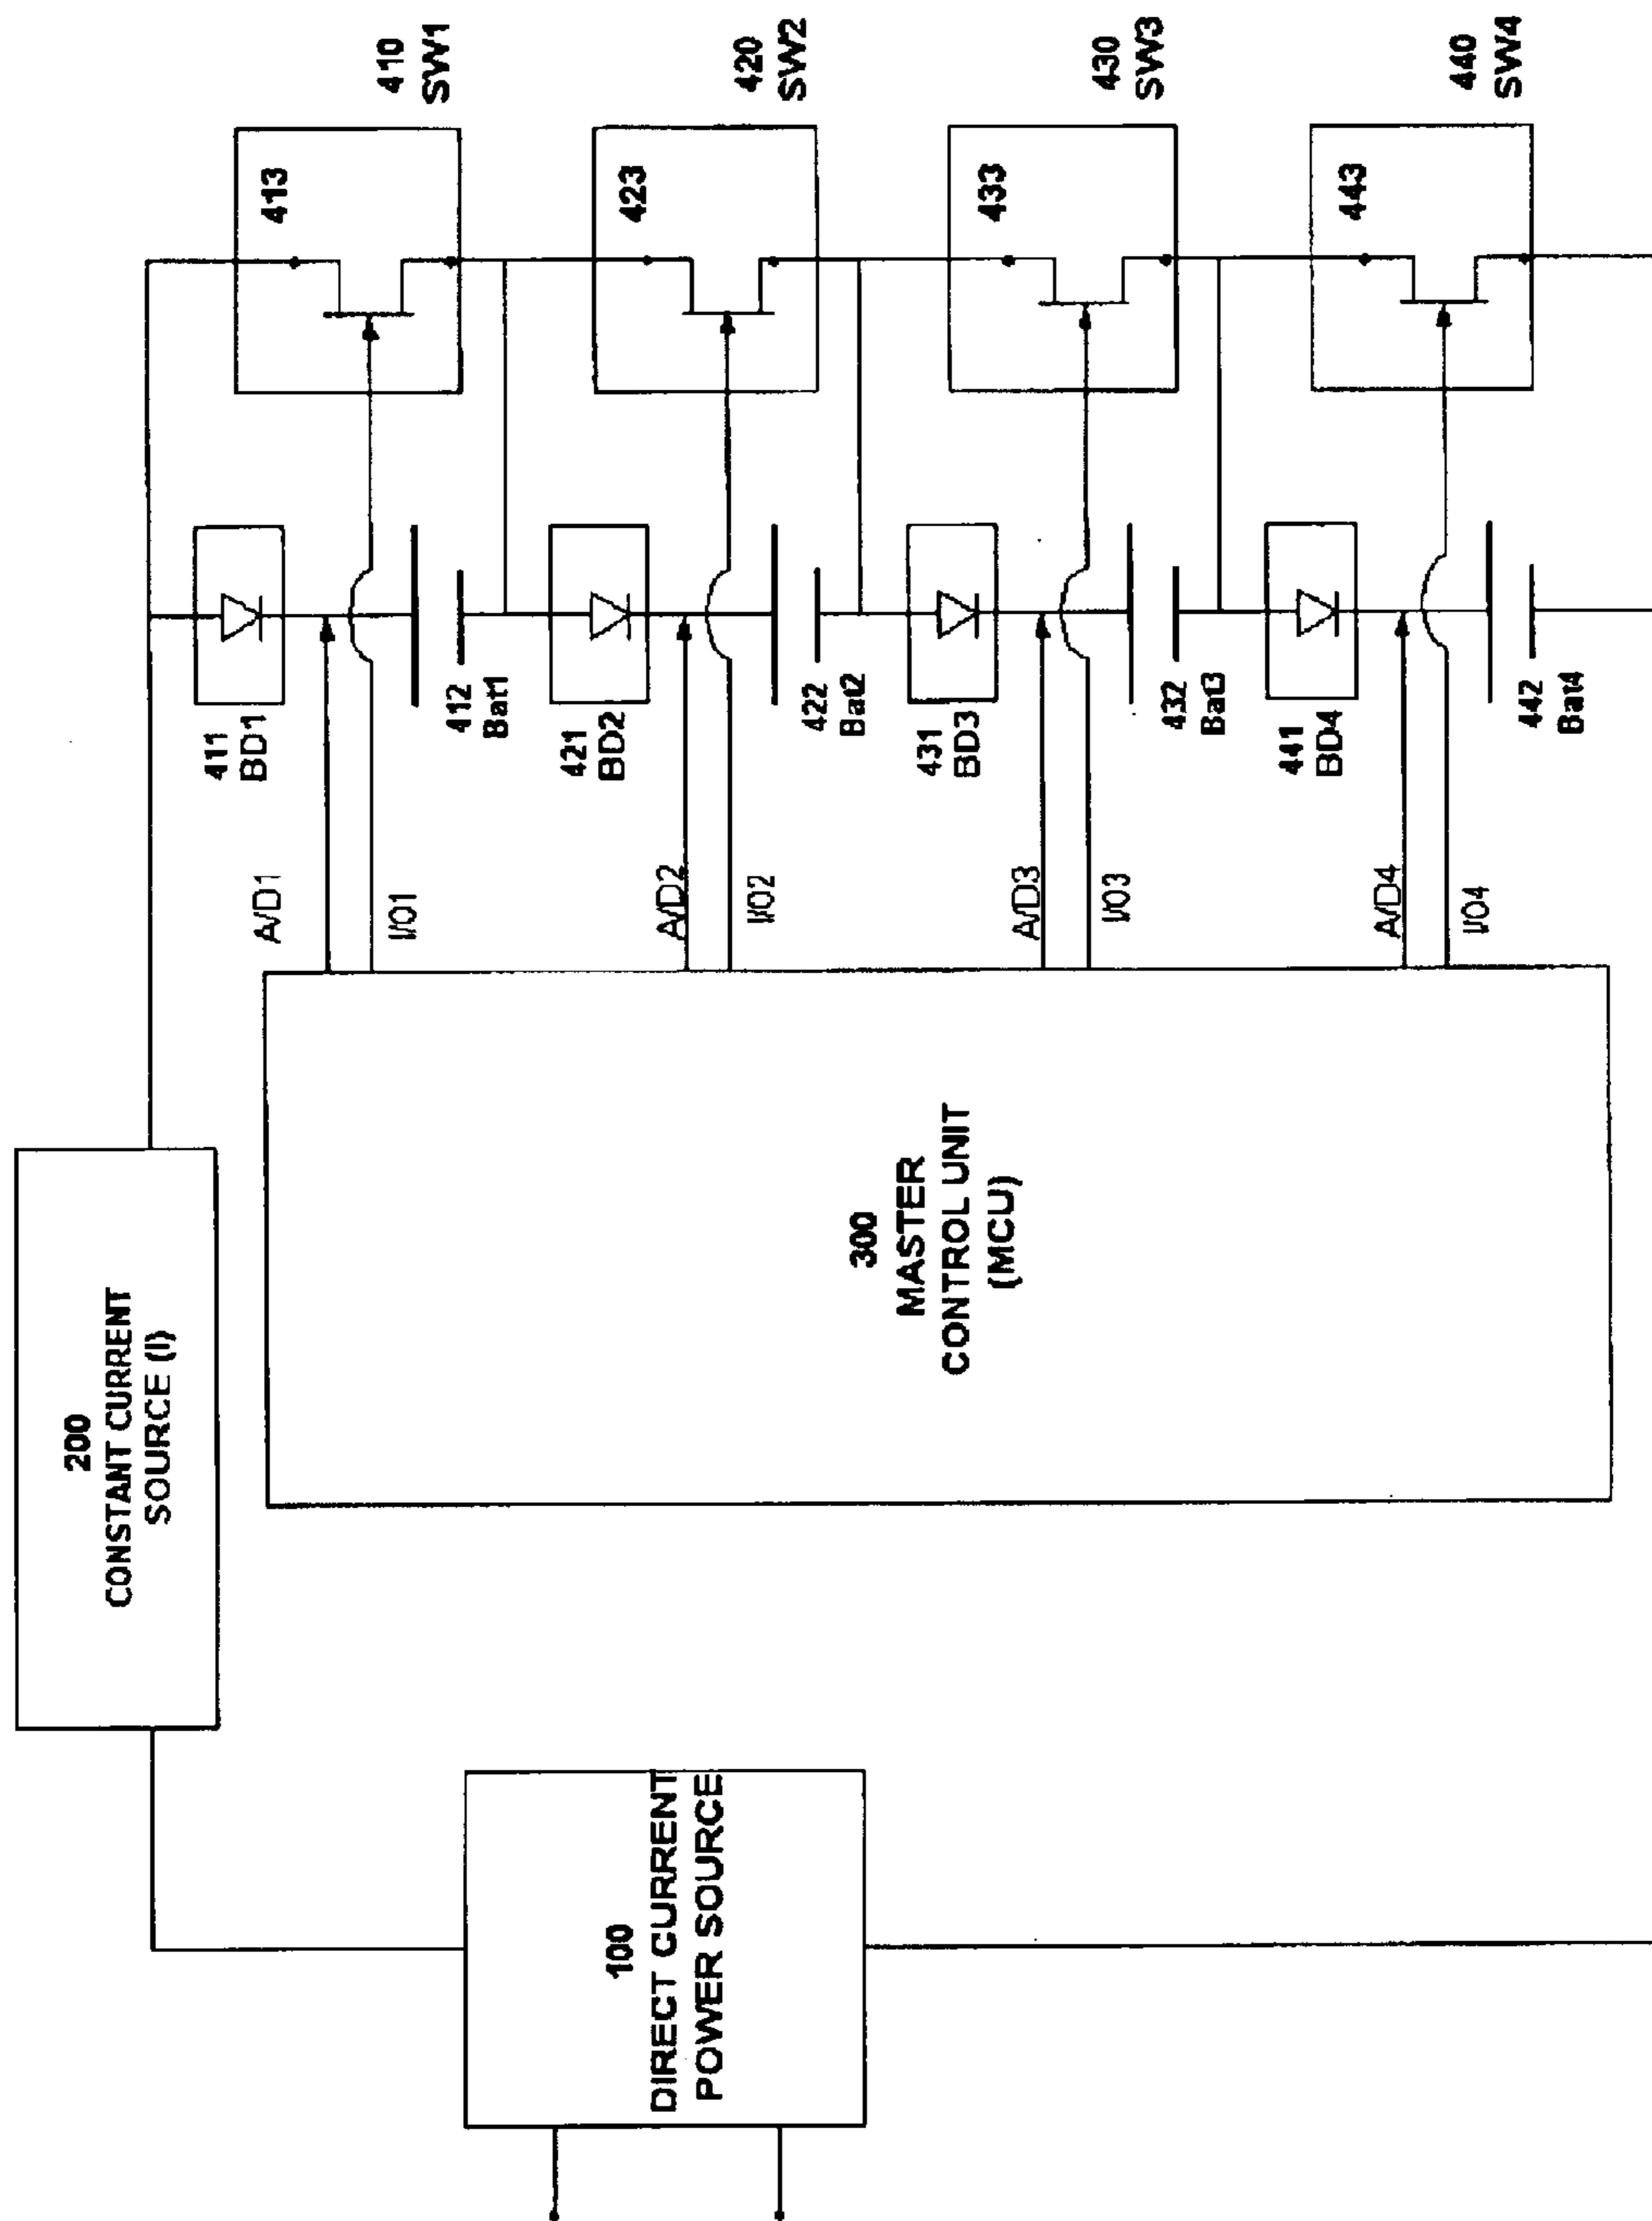 200
CONSTANT CURRENT
SOURCE (I)
100
DIRECT CURRENT
POWER SOURCE
300
MASTER
CONTROL UNIT
(MCU)
A/D1
I/O1
A/D2
I/O2
A/D3
I/O3
A/D4
I/O4
411
BD1
412
Bat1
421
BD2
422
Bat2
431
BD3
432
Bat3
441
BD4
442
Bat4
413
423
433
443
410
SW1
420
SW2
430
SW3
440
SW4